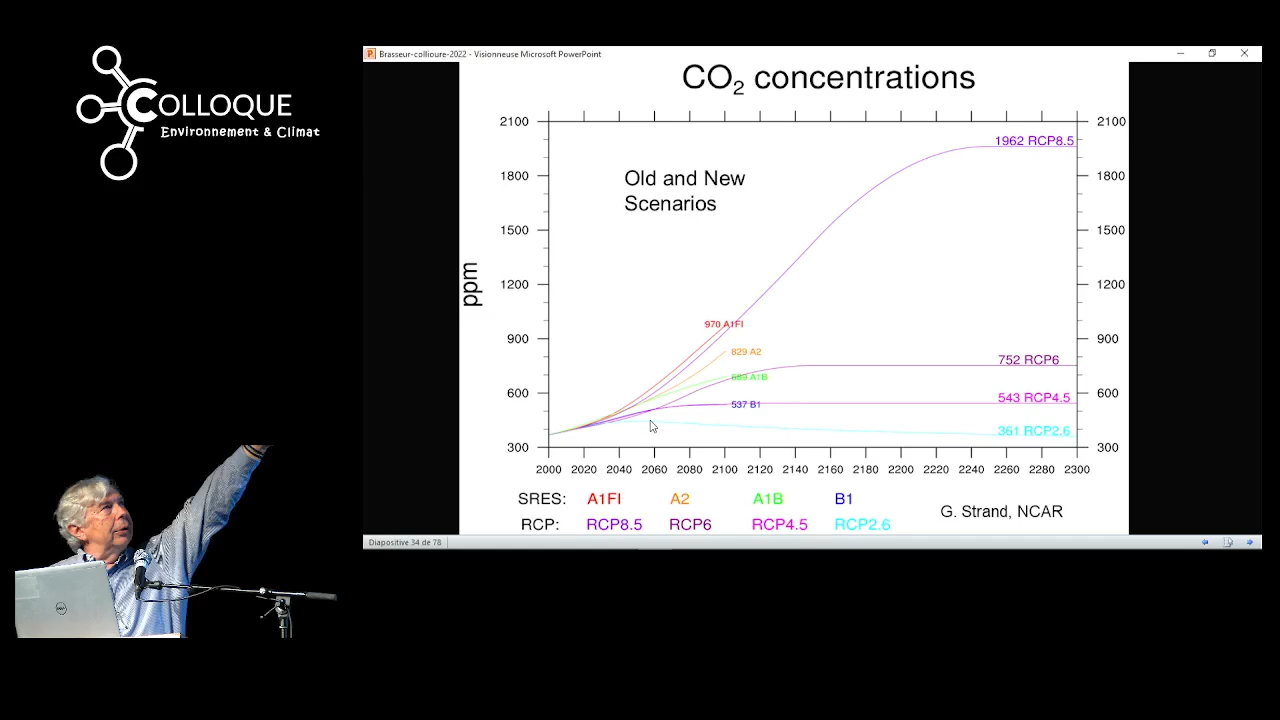 COLLOQUE
Environnement & Climat
Brasseur-collioure-2022 - Visionneuse Microsoft PowerPoint
CO2 concentrations
Old and New
Scenarios
ppm
2100
1800
1500
1200
900
600
300
2100
1800
1500
1200
900
600
300
1962 RCP8.5
970 A1FI
829 A2
689 A1B
537 B1
752 RCP6
543 RCP4.5
361 RCP2.6
2000 2020 2040 2060 2080 2100 2120 2140 2160 2180 2200 2220 2240 2260 2280 2300
SRES: A1FI A2 A1B B1
RCP: RCP8.5 RCP6 RCP4.5 RCP2.6
G. Strand, NCAR
Diapositive 34 de 78
DELL